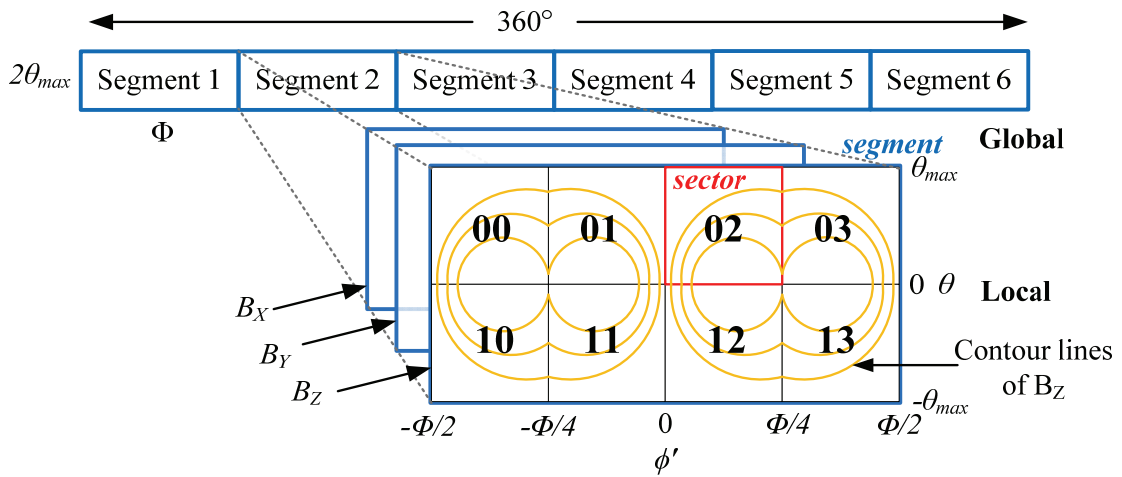 360°
2θmax Segment 1 Segment 2 Segment 3 Segment 4 Segment 5 Segment 6
Φ
Global
segment
θmax
sector
00 01 02 03
0 θ Local
BX
10 11 12 13
BY
Contour lines
of BZ
BZ
-θmax
-Φ/2 -Φ/4 0 Φ/4 Φ/2
ϕ′